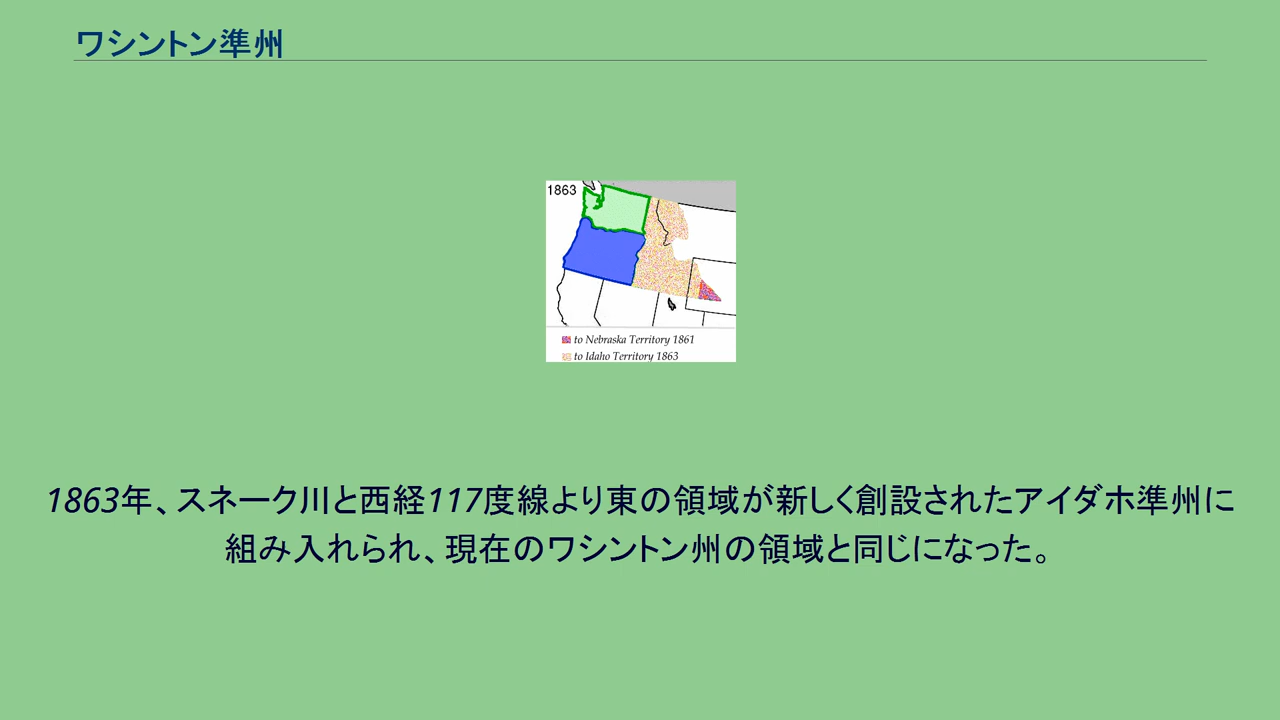 ワシントン準州
1863
to Nebraska Territory 1861
to Idaho Territory 1863
1863年、スネーク川と西経117度線より東の領域が新しく創設されたアイダホ準州に
組み入れられ、現在のワシントン州の領域と同じになった。